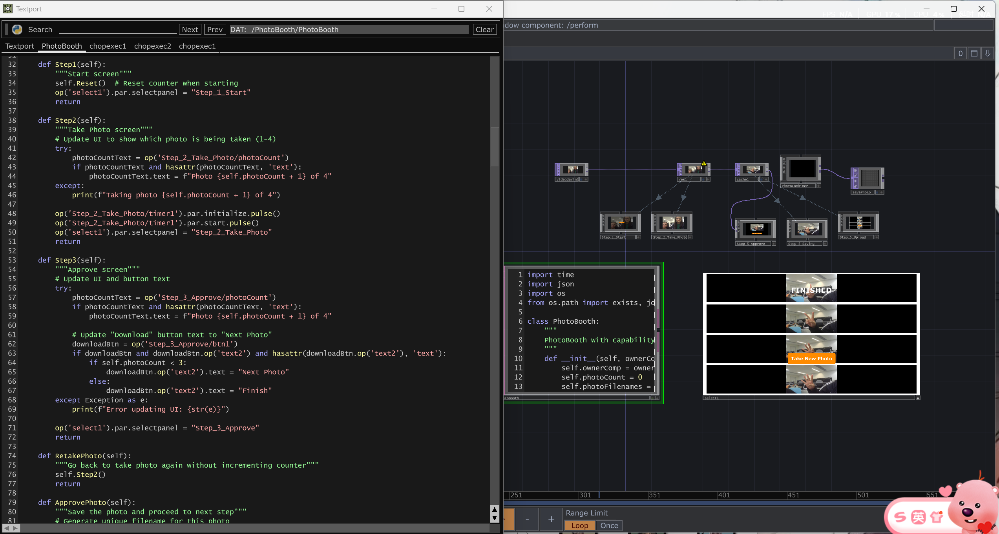 Textport
FPS N/A GPU 17 % CPU 4 % 延时 N/A
Search Next Prev DAT: /PhotoBooth/PhotoBooth Clear
Textport PhotoBooth chopexec1 chopexec2 chopexec1
31
32 def Step1(self):
33 """Start screen"""
34 self.Reset() # Reset counter when starting
35 op('select1').par.selectpanel = "Step_1_Start"
36 return
37
38 def Step2(self):
39 """Take Photo screen"""
40 # Update UI to show which photo is being taken (1-4)
41 try:
42 photoCountText = op('Step_2_Take_Photo/photoCount')
43 if photoCountText and hasattr(photoCountText, 'text'):
44 photoCountText.text = f"Photo {self.photoCount + 1} of 4"
45 except:
46 print(f"Taking photo {self.photoCount + 1} of 4")
47
48 op('Step_2_Take_Photo/timer1').par.initialize.pulse()
49 op('Step_2_Take_Photo/timer1').par.start.pulse()
50 op('select1').par.selectpanel = "Step_2_Take_Photo"
51 return
52
53 def Step3(self):
54 """Approve screen"""
55 # Update UI and button text
56 try:
57 photoCountText = op('Step_3_Approve/photoCount')
58 if photoCountText and hasattr(photoCountText, 'text'):
59 photoCountText.text = f"Photo {self.photoCount + 1} of 4"
60
61 # Update "Download" button text to "Next Photo"
62 downloadBtn = op('Step_3_Approve/btn1')
63 if downloadBtn and downloadBtn.op('text2') and hasattr(downloadBtn.op('text2'), 'text'):
64 if self.photoCount < 3:
65 downloadBtn.op('text2').text = "Next Photo"
66 else:
67 downloadBtn.op('text2').text = "Finish"
68 except Exception as e:
69 print(f"Error updating UI: {str(e)}")
70
71 op('select1').par.selectpanel = "Step_3_Approve"
72 return
73
74 def RetakePhoto(self):
75 """Go back to take photo again without incrementing counter"""
76 self.Step2()
77 return
78
79 def ApprovePhoto(self):
80 """Save the photo and proceed to next step"""
81 # Generate unique filename for this photo
ndow component: /perform
0
videodevin1
res1
cache1
PhotoCombiner
SavePhoto
Step_1_Start
Step_2_Take_Photo
Step_3_Approve
Step_4_Saving
Step_5_Upload
1 import time
2 import json
3 import os
4 from os.path import exists, jo
5
6 class PhotoBooth:
7 """
8 PhotoBooth with capability
9 """
10 def __init__(self, ownerCo
11 self.ownerComp = owner
12 self.photoCount = 0
13 self.photoFilenames =
otoBooth
FINISHED
Take New Photo
select1
251 301 351 401 451 501 551
- + Range Limit
Loop Once
S 英